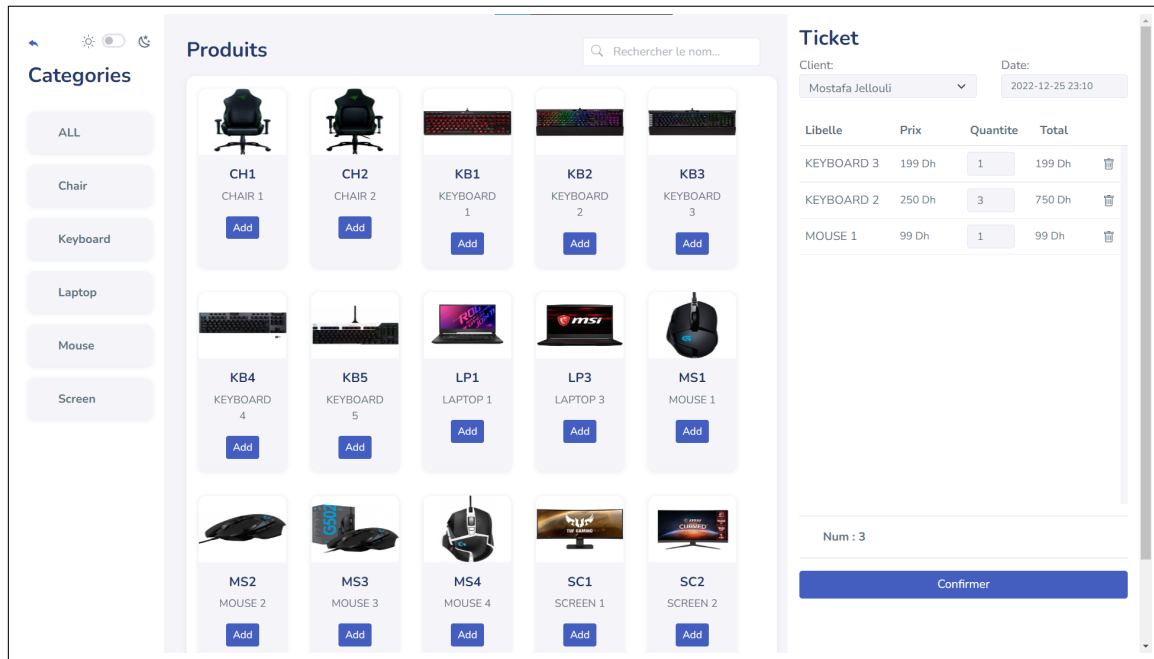 Categories
ALL
Chair
Keyboard
Laptop
Mouse
Screen
Produits
Rechercher le nom...
CH1
CHAIR 1
Add
CH2
CHAIR 2
Add
KB1
KEYBOARD
1
Add
KB2
KEYBOARD
2
Add
KB3
KEYBOARD
3
Add
KB4
KEYBOARD
4
Add
KB5
KEYBOARD
5
Add
LP1
LAPTOP 1
Add
msi
LP3
LAPTOP 3
Add
MS1
MOUSE 1
Add
MS2
MOUSE 2
Add
G502
MS3
MOUSE 3
Add
MS4
MOUSE 4
Add
TUF GAMING
SC1
SCREEN 1
Add
CURVED
SC2
SCREEN 2
Add
Ticket
Client:
Date:
Mostafa Jellouli
2022-12-25 23:10
Libelle Prix Quantite Total
KEYBOARD 3 199 Dh 1 199 Dh
KEYBOARD 2 250 Dh 3 750 Dh
MOUSE 1 99 Dh 1 99 Dh
Num : 3
Confirmer